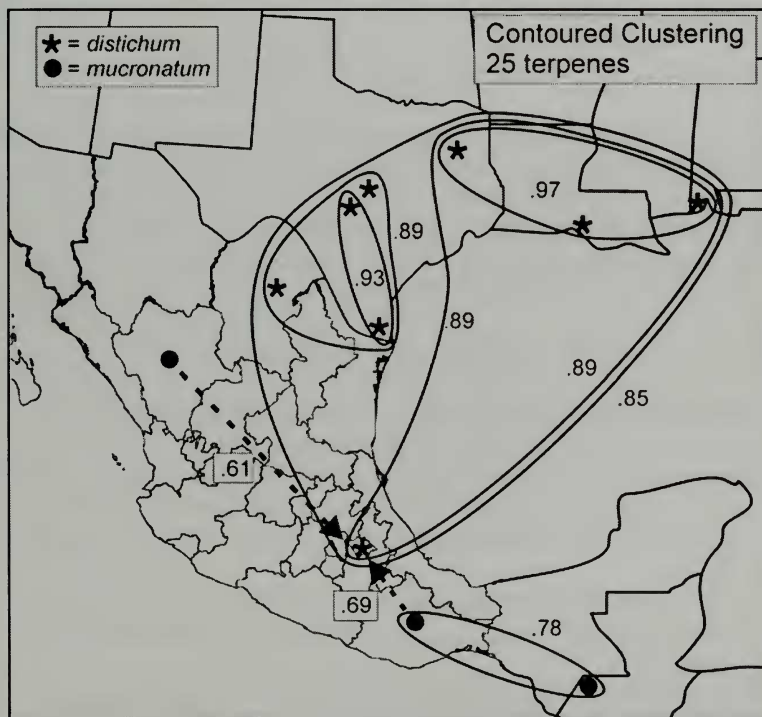 ★ = distichum
● = mucronatum
Contoured Clustering
25 terpenes
.97
.89
.93
.89
.89
.85
.61
.69
.78